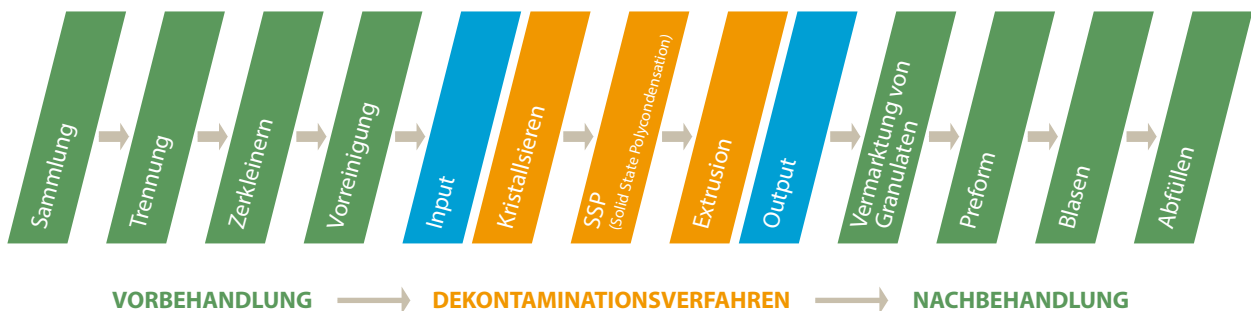 Sammlung
Trennung
Zerkleinern
Vorreinigung
Input
Kristallsieren
SSP
(Solid State Polycondensation)
Extrusion
Output
Vermarktung von
Granulaten
Preform
Blasen
Abfüllen
VORBEHANDLUNG
DEKONTAMINATIONSVERFAHREN
NACHBEHANDLUNG